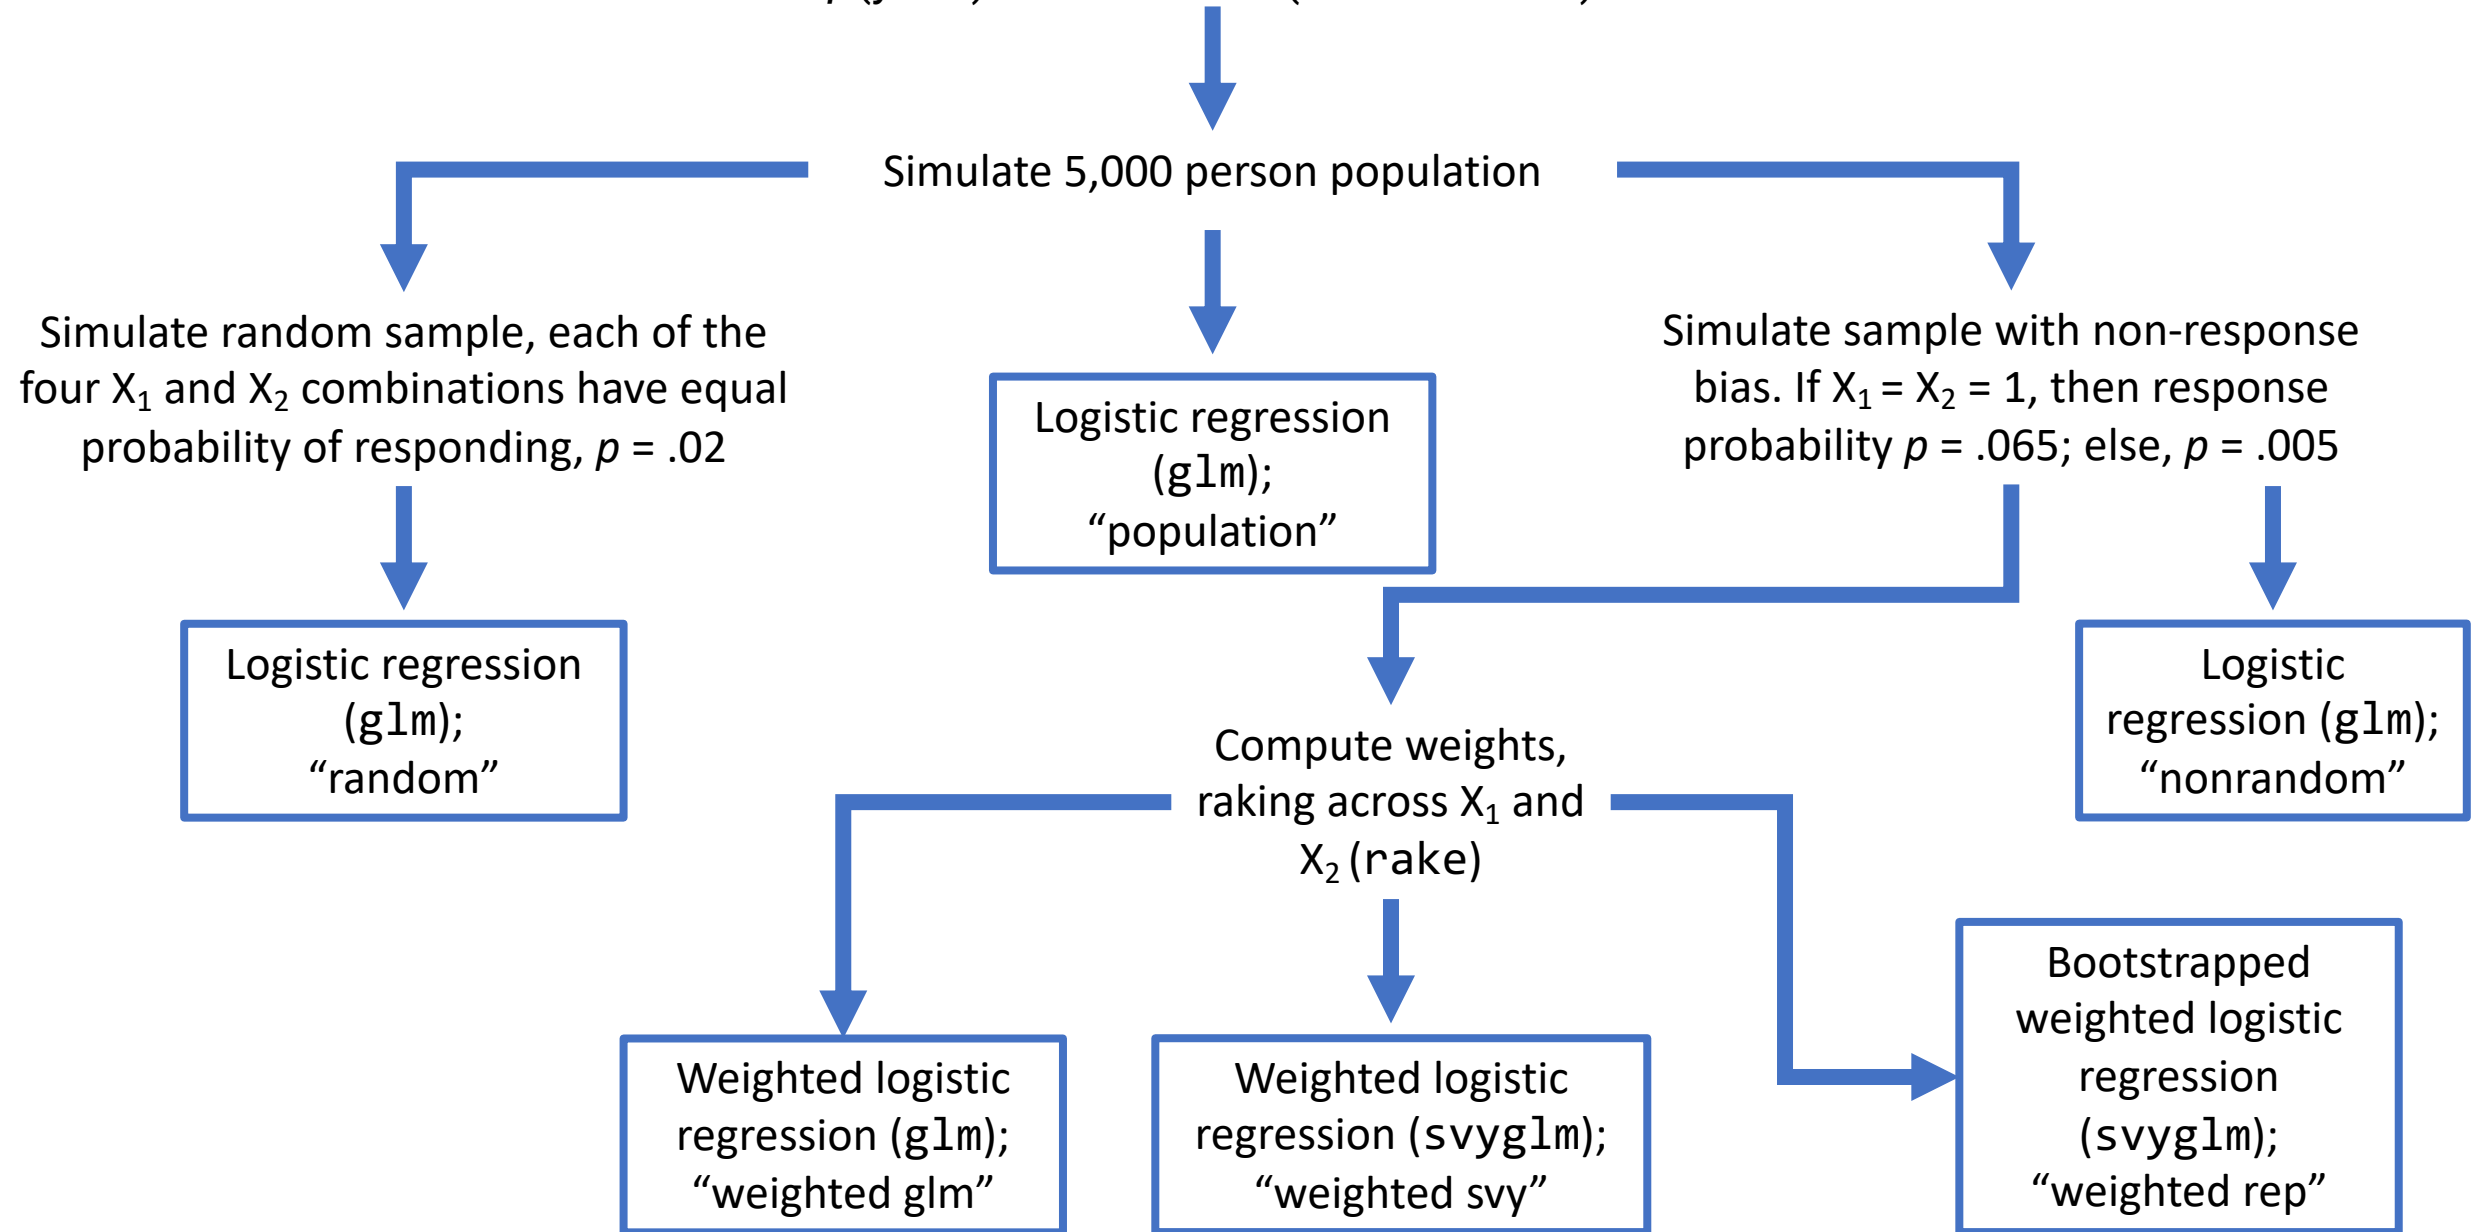 Simulate 5,000 person population
Simulate random sample, each of the
four X₁ and X₂ combinations have equal
probability of responding, p = .02
Simulate sample with non-response
bias. If X₁ = X₂ = 1, then response
probability p = .065; else, p = .005
Logistic regression
(glm);
“population”
Logistic regression
(glm);
“random”
Logistic
regression (glm);
“nonrandom”
Compute weights,
raking across X₁ and
X₂ (rake)
Weighted logistic
regression (glm);
“weighted glm”
Weighted logistic
regression (svyglm);
“weighted svy”
Bootstrapped
weighted logistic
regression
(svyglm);
“weighted rep”